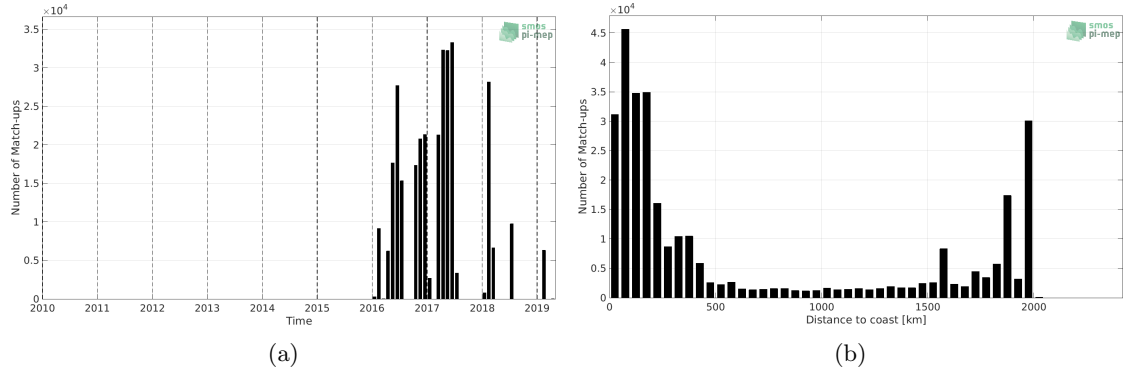 ×10⁴
3.5
3
2.5
2
1.5
1
0.5
0
Number of Match-ups
2010 2011 2012 2013 2014 2015 2016 2017 2018 2019
Time
smos
pi-mep
(a)
×10⁴
4.5
4
3.5
3
2.5
2
1.5
1
0.5
0
Number of Match-ups
0 500 1000 1500 2000
Distance to coast [km]
smos
pi-mep
(b)